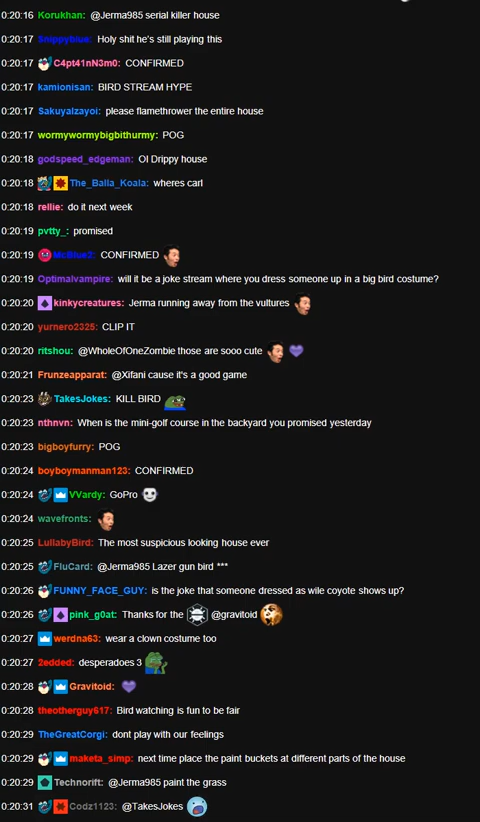 0:20:16 Korukhan: @Jerma985 serial killer house
0:20:17 Snippyblue: Holy shit he's still playing this
0:20:17 C4pt41nN3m0: CONFIRMED
0:20:17 kamionisan: BIRD STREAM HYPE
0:20:17 Sakuyalzayoi: please flamethrower the entire house
0:20:17 wormywormybigbithurmy: POG
0:20:18 godspeed_edgeman: Ol Drippy house
0:20:18 The_Balla_Koala: wheres carl
0:20:18 rellie: do it next week
0:20:19 pvtty_: promised
0:20:19 McBlue2: CONFIRMED
0:20:19 Optimalvampire: will it be a joke stream where you dress someone up in a big bird costume?
0:20:20 kinkycreatures: Jerma running away from the vultures
0:20:20 yurnero2325: CLIP IT
0:20:20 ritshou: @WholeOfOneZombie those are sooo cute
0:20:21 Frunzeapparat: @Xifani cause it's a good game
0:20:23 TakesJokes: KILL BIRD
0:20:23 nthnvn: When is the mini-golf course in the backyard you promised yesterday
0:20:23 bigboyfurry: POG
0:20:24 boyboymanman123: CONFIRMED
0:20:24 VVardy: GoPro
0:20:24 wavefronts:
0:20:25 LullabyBird: The most suspicious looking house ever
0:20:25 FluCard: @Jerma985 Lazer gun bird ***
0:20:26 FUNNY_FACE_GUY: is the joke that someone dressed as wile coyote shows up?
0:20:26 pink_g0at: Thanks for the @gravitoid
0:20:27 werdna63: wear a clown costume too
0:20:27 2edded: desperadoes 3
0:20:28 Gravitoid:
0:20:28 theotherguy617: Bird watching is fun to be fair
0:20:29 TheGreatCorgi: dont play with our feelings
0:20:29 maketa_simp: next time place the paint buckets at different parts of the house
0:20:29 Technorift: @Jerma985 paint the grass
0:20:31 Codz1123: @TakesJokes